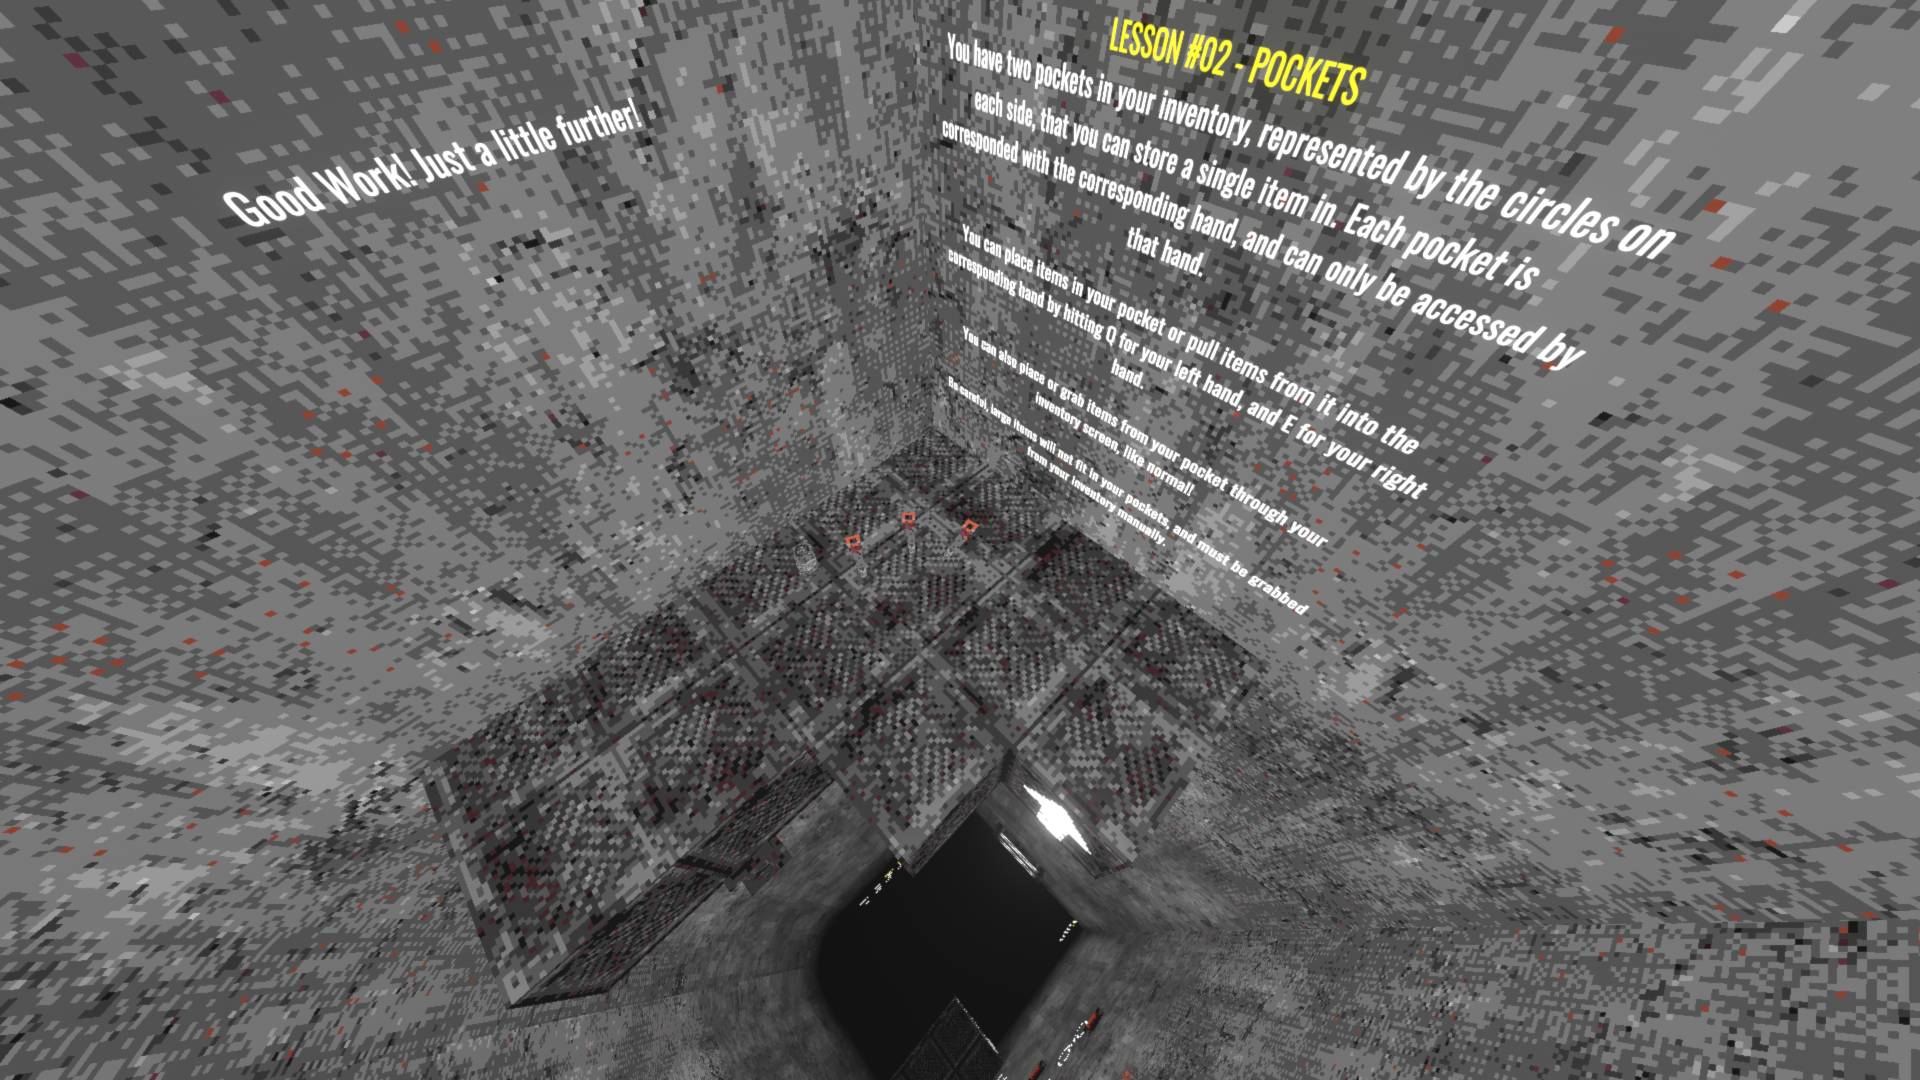 Good Work! Just a little further!
LESSON #02 - POCKETS
You have two pockets in your inventory, represented by the circles on
each side, that you can store a single item in. Each pocket is
corresponded with the corresponding hand, and can only be accessed by
that hand.
You can place items in your pocket or pull items from it into the
corresponding hand by hitting Q for your left hand, and E for your right
hand.
You can also place or grab items from your pocket through your
inventory screen, like normal!
Be careful, large items will not fit in your pockets, and must be grabbed
from your inventory manually.